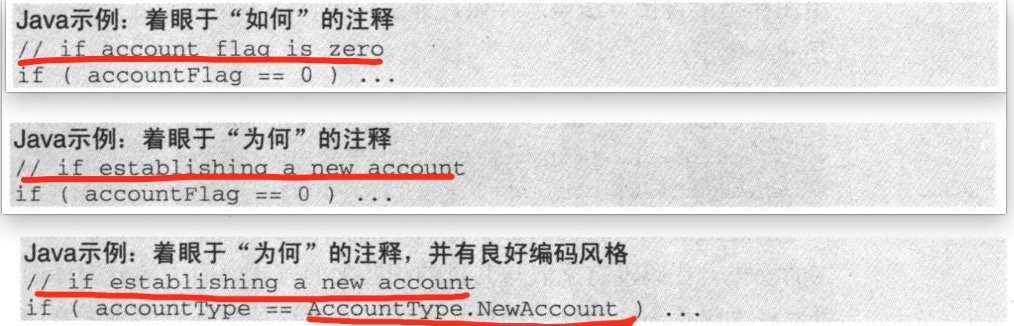 Java示例：着眼于“如何”的注释
// if account flag is zero
if ( accountFlag == 0 ) ...
Java示例：着眼于“为何”的注释
// if establishing a new account
if ( accountFlag == 0 ) ...
Java示例：着眼于“为何”的注释，并有良好编码风格
// if establishing a new account
if ( accountType == AccountType.NewAccount ) ...